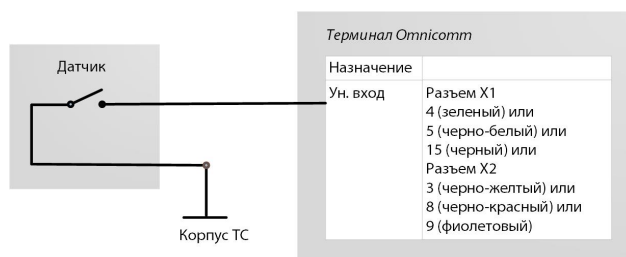 Терминал Omnicomm
Датчик
Назначение
Ун. вход
Разъем X1
4 (зеленый) или
5 (черно-белый) или
15 (черный) или
Разъем X2
3 (черно-желтый) или
8 (черно-красный) или
9 (фиолетовый)
Корпус ТС